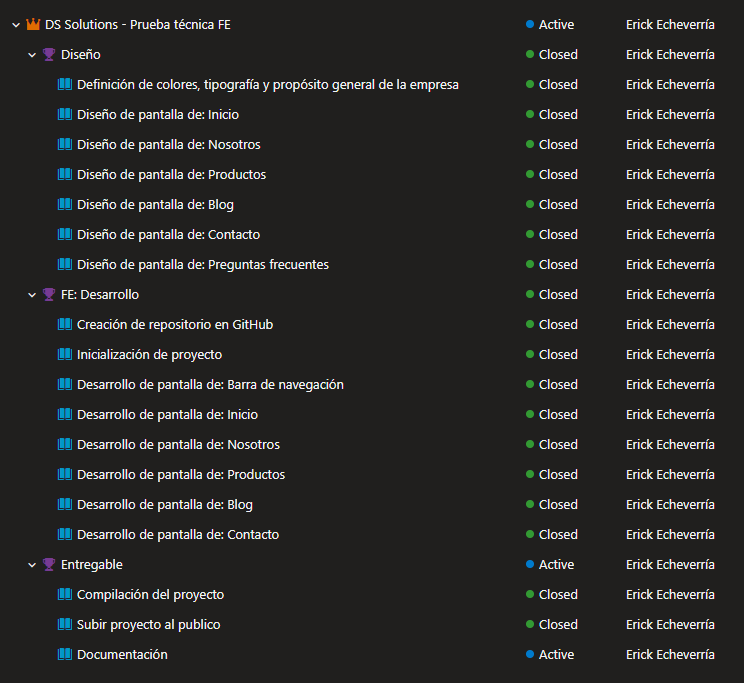 DS Solutions - Prueba técnica FE Active Erick Echeverría
Diseño Closed Erick Echeverría
Definición de colores, tipografía y propósito general de la empresa Closed Erick Echeverría
Diseño de pantalla de: Inicio Closed Erick Echeverría
Diseño de pantalla de: Nosotros Closed Erick Echeverría
Diseño de pantalla de: Productos Closed Erick Echeverría
Diseño de pantalla de: Blog Closed Erick Echeverría
Diseño de pantalla de: Contacto Closed Erick Echeverría
Diseño de pantalla de: Preguntas frecuentes Closed Erick Echeverría
FE: Desarrollo Closed Erick Echeverría
Creación de repositorio en GitHub Closed Erick Echeverría
Inicialización de proyecto Closed Erick Echeverría
Desarrollo de pantalla de: Barra de navegación Closed Erick Echeverría
Desarrollo de pantalla de: Inicio Closed Erick Echeverría
Desarrollo de pantalla de: Nosotros Closed Erick Echeverría
Desarrollo de pantalla de: Productos Closed Erick Echeverría
Desarrollo de pantalla de: Blog Closed Erick Echeverría
Desarrollo de pantalla de: Contacto Closed Erick Echeverría
Entregable Active Erick Echeverría
Compilación del proyecto Closed Erick Echeverría
Subir proyecto al publico Closed Erick Echeverría
Documentación Active Erick Echeverría